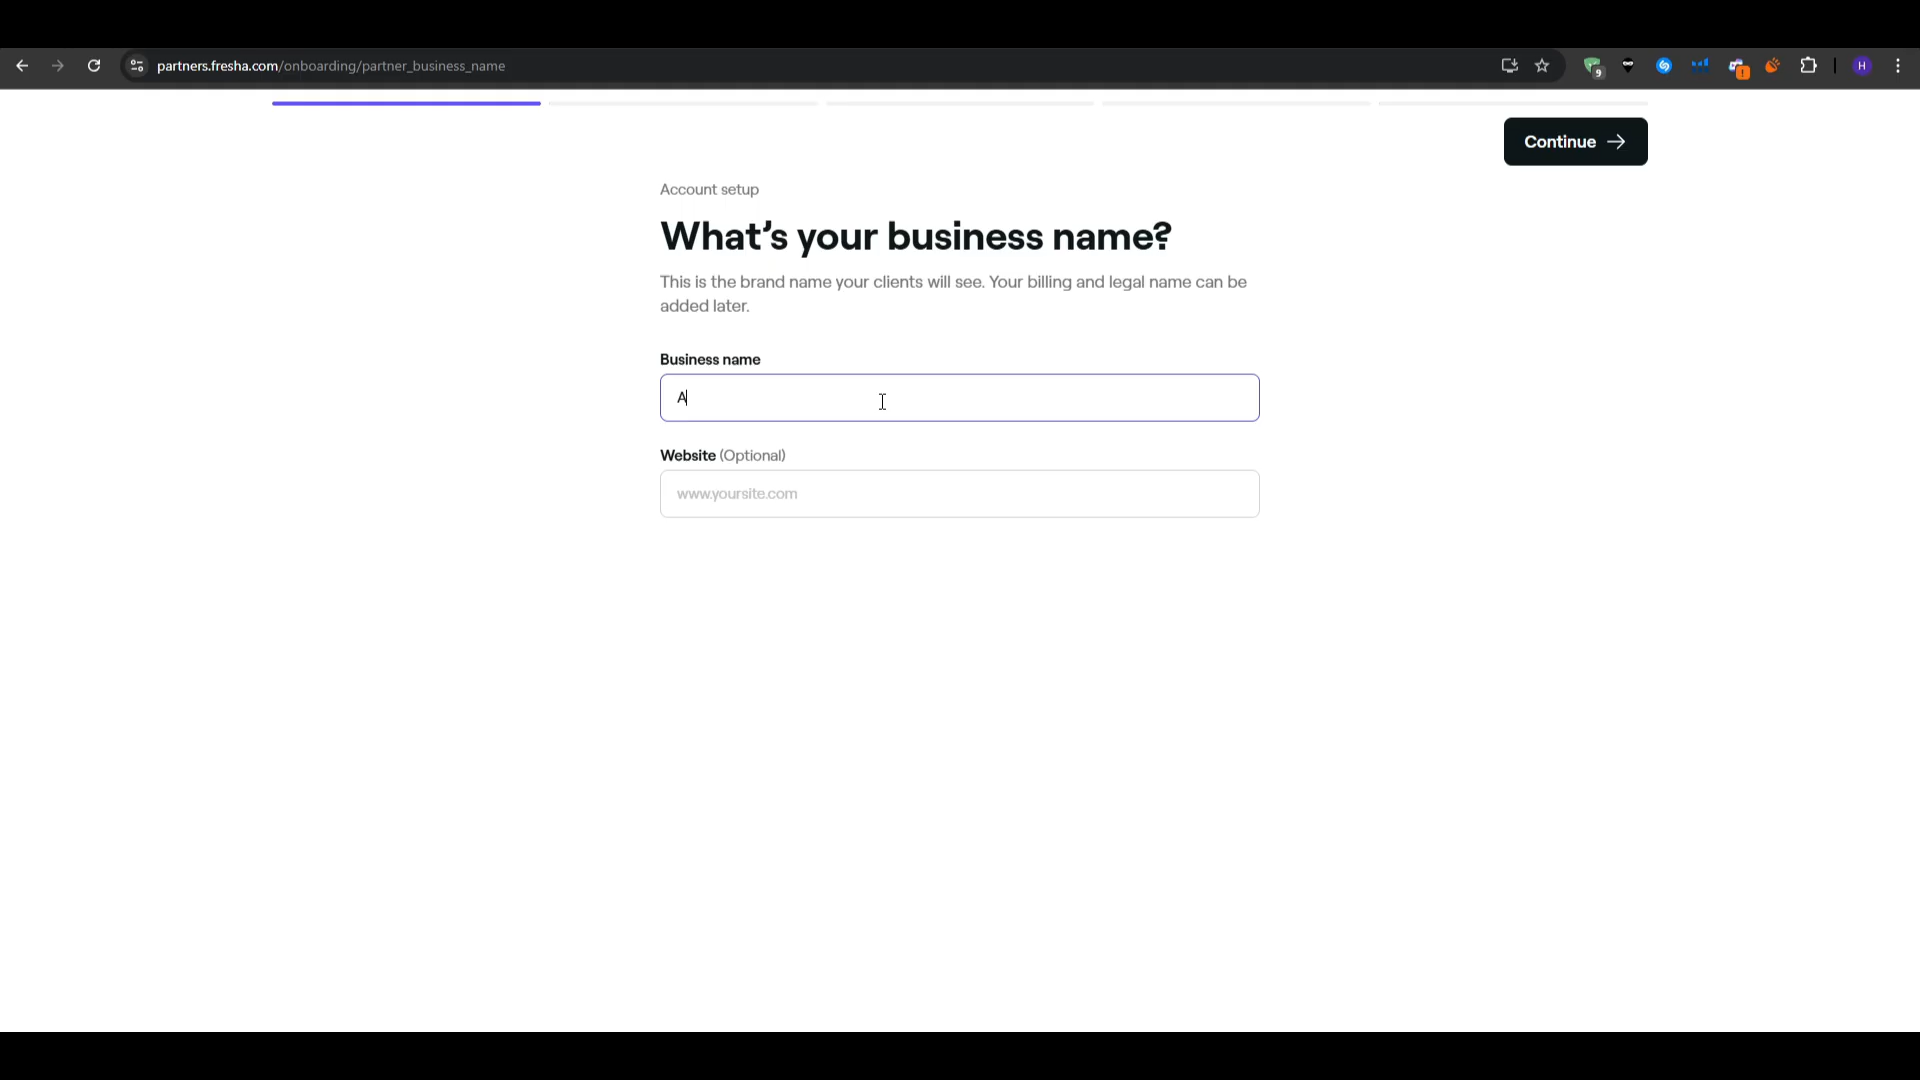 partners.fresha.com/onboarding/partner_business_name
9
!
H
Continue
Account setup
What's your business name?
This is the brand name your clients will see. Your billing and legal name can be
added later.
Business name
A
Website (Optional)
www.yoursite.com